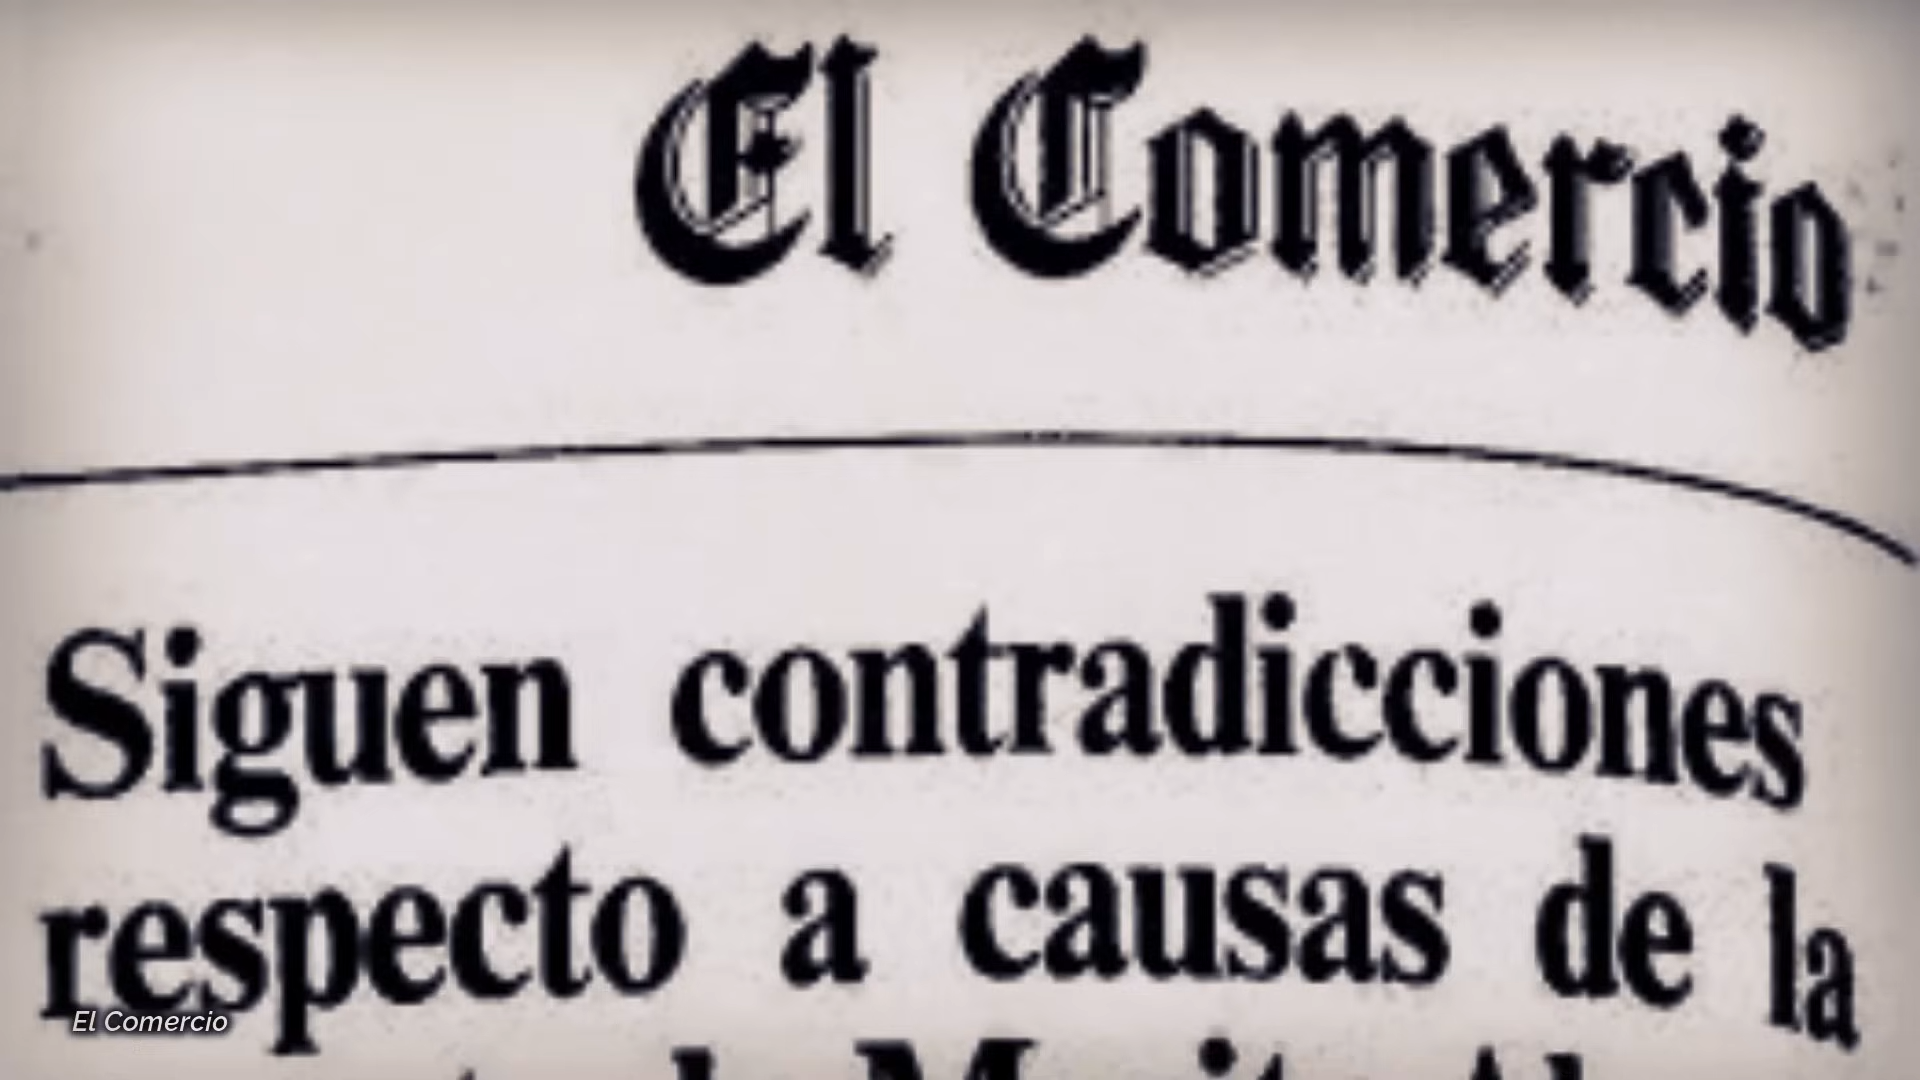 El Comercio
Siguen contradicciones
respecto a causas de la
El Comercio